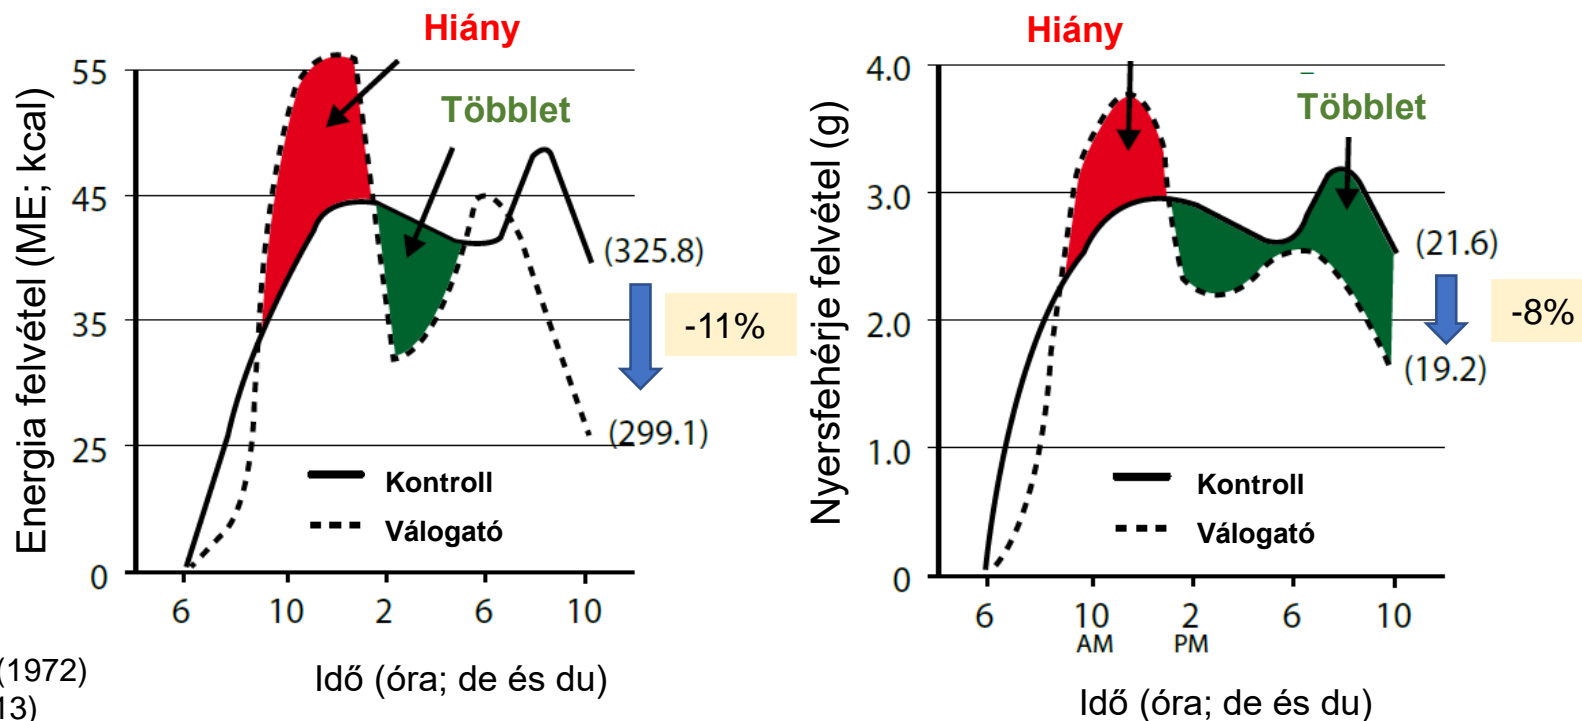 Hiány
Többlet
Energia felvétel (ME; kcal)
55
45
35
25
0
(325.8)
-11%
(299.1)
Kontroll
Válogató
6 10 2 6 10
Idő (óra; de és du)
(1972)
13)
Hiány
Többlet
Nyersfehérje felvétel (g)
4.0
3.0
2.0
1.0
0
(21.6)
-8%
(19.2)
Kontroll
Válogató
6 10 2 6 10
AM PM
Idő (óra; de és du)